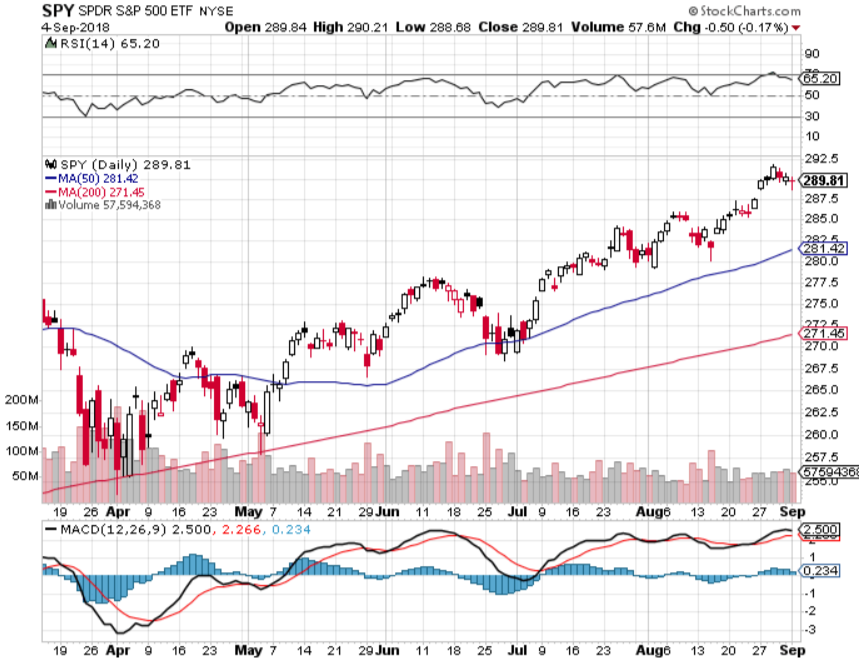 SPY SPDR S&P 500 ETF NYSE
© StockCharts.com
4-Sep-2018
Open 289.84 High 290.21 Low 288.68 Close 289.81 Volume 57.6M Chg -0.50 (-0.17%)
RSI(14) 65.20
90
65.20
50
30
10
SPY (Daily) 289.81
MA(50) 281.42
MA(200) 271.45
Volume 57,594,368
292.5
289.81
287.5
285.0
282.5
281.42
280.0
277.5
275.0
272.5
271.45
270.0
267.5
265.0
262.5
260.0
257.5
57594368
255.0
200M
150M
100M
50M
19 26 Apr 9 16 23 May 7 14 21 29 Jun 11 18 25 Jul 9 16 23 Aug 6 13 20 27 Sep
MACD(12,26,9) 2.500, 2.266, 0.234
2.500
1
0.234
-1
-2
-3
19 26 Apr 9 16 23 May 7 14 21 29 Jun 11 18 25 Jul 9 16 23 Aug 6 13 20 27 Sep